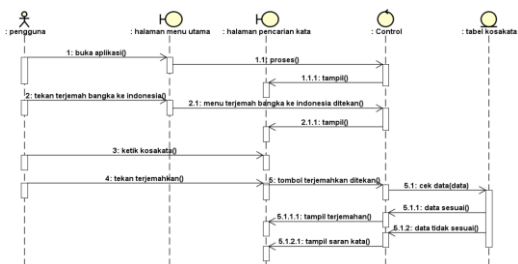 : pengguna
: halaman menu utama
: halaman pencarian kata
: Control
: tabel kosakata
1: buka aplikasi()
1.1: proses()
1.1.1: tampil()
2: tekan terjemah bangka ke indonesia()
2.1: menu terjemah bangka ke indonesia ditekan()
2.1.1: tampil()
3: ketik kosakata()
4: tekan terjemahkan()
5: tombol terjemahkan ditekan()
5.1: cek data(data)
5.1.1: data sesuai()
5.1.1.1: tampil terjemahan()
5.1.2: data tidak sesuai()
5.1.2.1: tampil saran kata()